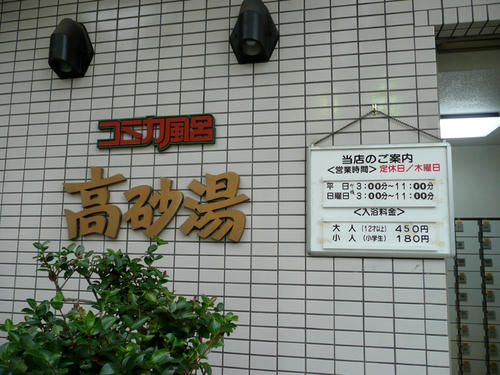 コミカ風呂
高砂湯
当店のご案内
<営業時間> 定休日/木曜日
平日 3:00分~11:00分
日曜日 3:00分~11:00分
<入浴料金>
大人 (12才以上) 450円
小人 (小学生) 180円